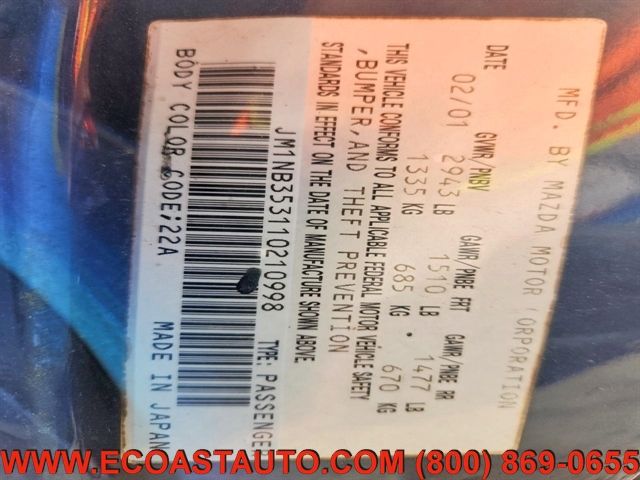 MFD. BY MAZDA MOTOR CORPORATION
DATE GVWR/PNBV GAWR/PNBE FRT GAWR/PNBE RR
02/01 2943 LB 1510 LB 1477 LB
1335 KG 685 KG 670 KG
THIS VEHICLE CONFORMS TO ALL APPLICABLE FEDERAL MOTOR VEHICLE SAFETY
,BUMPER,AND THEFT PREVENTION
STANDARDS IN EFFECT ON THE DATE OF MANUFACTURE SHOWN ABOVE
JM1NB353110210998 TYPE: PASSENGER
BODY COLOR CODE;22A MADE IN JAPAN
WWW.ECOASTAUTO.COM (800) 869-0655